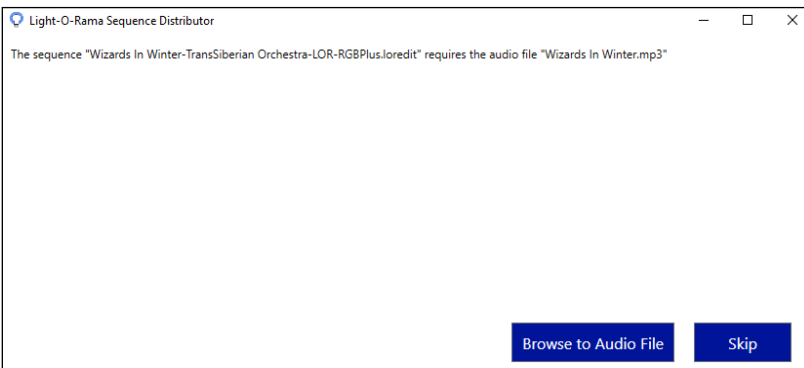 Light-O-Rama Sequence Distributor
The sequence "Wizards In Winter-TransSiberian Orchestra-LOR-RGBPlus.loredit" requires the audio file "Wizards In Winter.mp3"
Browse to Audio File
Skip